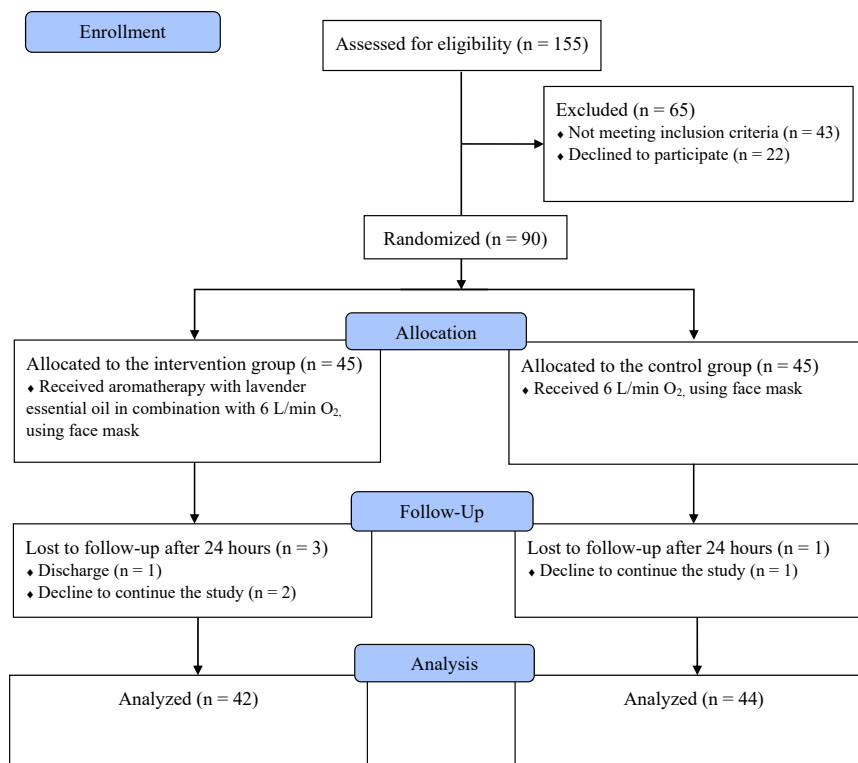 Enrollment
Assessed for eligibility (n = 155)
Excluded (n = 65)
♦ Not meeting inclusion criteria (n = 43)
♦ Declined to participate (n = 22)
Randomized (n = 90)
Allocation
Allocated to the intervention group (n = 45)
♦ Received aromatherapy with lavender
essential oil in combination with 6 L/min O₂,
using face mask
Allocated to the control group (n = 45)
♦ Received 6 L/min O₂, using face mask
Follow-Up
Lost to follow-up after 24 hours (n = 3)
♦ Discharge (n = 1)
♦ Decline to continue the study (n = 2)
Lost to follow-up after 24 hours (n = 1)
♦ Decline to continue the study (n = 1)
Analysis
Analyzed (n = 42)
Analyzed (n = 44)